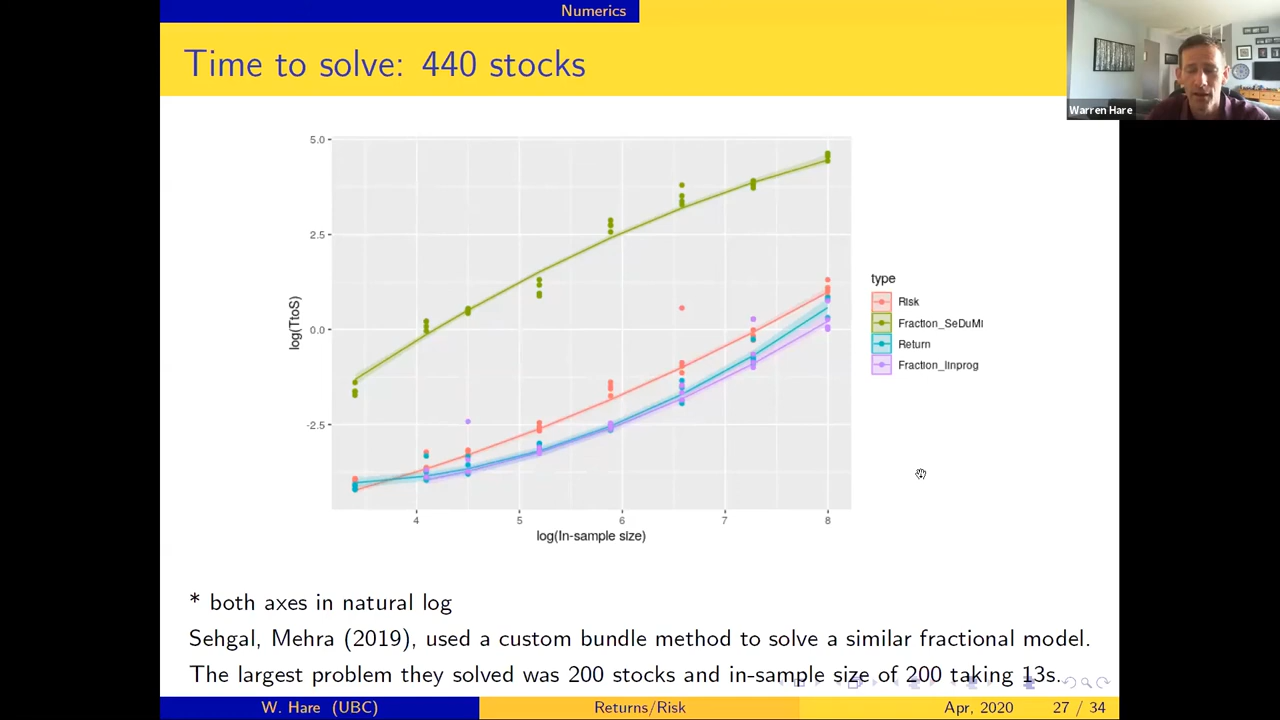 Numerics
Time to solve: 440 stocks
Warren Hare
5.0
2.5
0.0
-2.5
log(TtoS)
4 5 6 7 8
log(In-sample size)
type
Risk
Fraction_SeDuMi
Return
Fraction_linprog
* both axes in natural log
Sehgal, Mehra (2019), used a custom bundle method to solve a similar fractional model.
The largest problem they solved was 200 stocks and in-sample size of 200 taking 13s.
W. Hare (UBC) Returns/Risk Apr, 2020 27 / 34